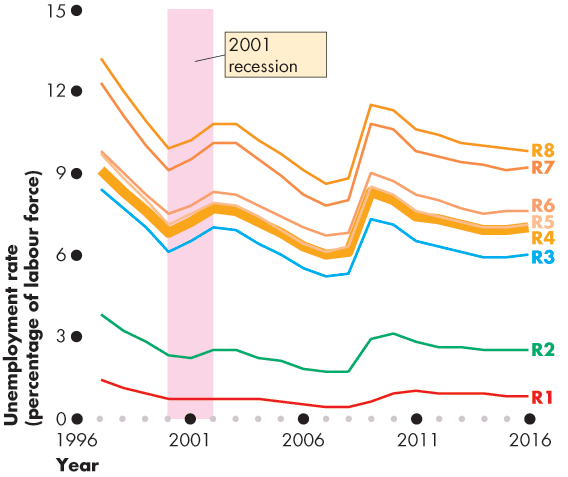 15
12
9
6
3
0
Unemployment rate
(percentage of labour force)
2001
recession
R8
R7
R6
R5
R4
R3
R2
R1
1996
2001
2006
2011
2016
Year